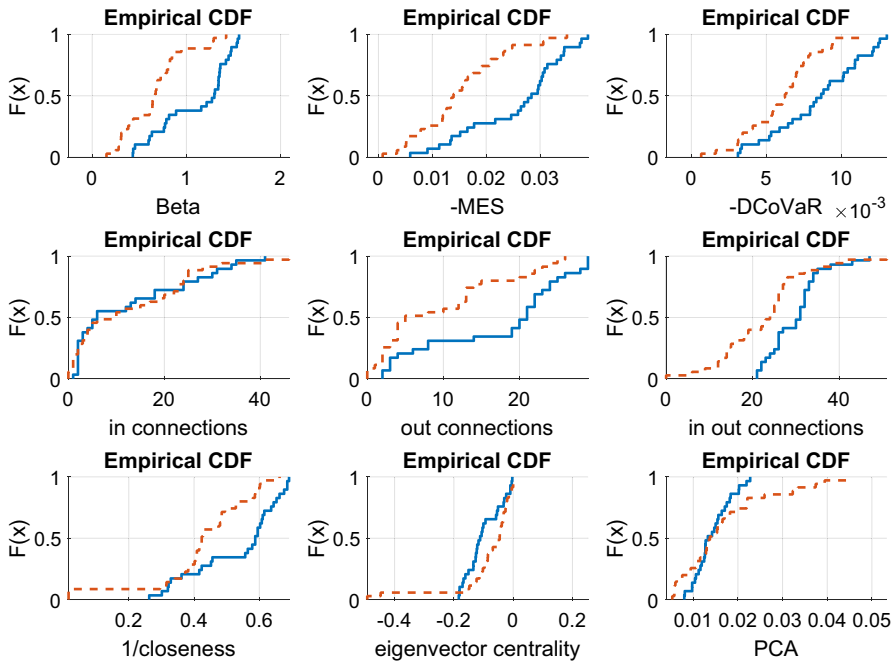 Empirical CDF Empirical CDF Empirical CDF
1 1 1
F(x) 0.5 F(x) 0.5 F(x) 0.5
0 0 0
0 1 2 0 0.01 0.02 0.03 0 5 10
Beta -MES -DCoVaR ×10-3
Empirical CDF Empirical CDF Empirical CDF
1 1 1
F(x) 0.5 F(x) 0.5 F(x) 0.5
0 0 0
0 20 40 0 20 0 20 40
in connections out connections in out connections
Empirical CDF Empirical CDF Empirical CDF
1 1 1
F(x) 0.5 F(x) 0.5 F(x) 0.5
0 0 0
0.2 0.4 0.6 -0.4 -0.2 0 0.2 0.01 0.02 0.03 0.04 0.05
1/closeness eigenvector centrality PCA